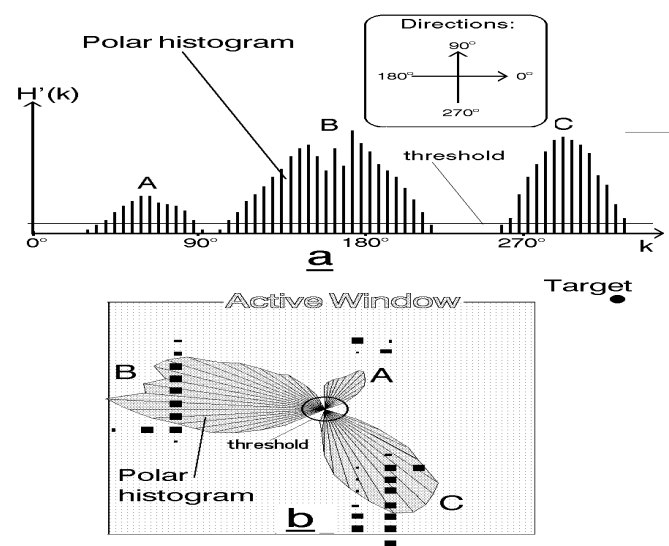 Directions:
90°
180° 0°
270°
Polar histogram
H'(k)
A
B
C
threshold
0° 90° 180° 270° k
a
Target
Active Window
B
A
threshold
Polar
histogram
C
b